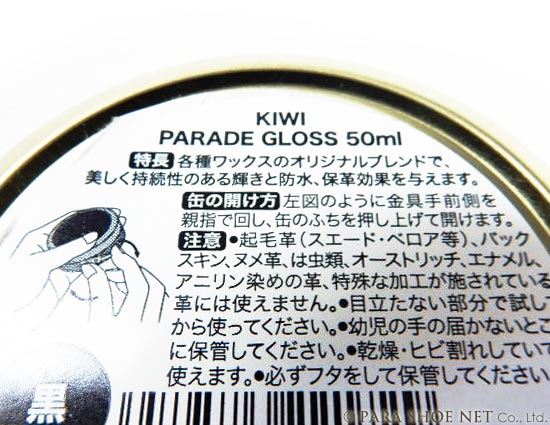 KIWI
PARADE GLOSS 50ml
特長 各種ワックスのオリジナルブレンドで、
美しく持続性のある輝きと防水、保革効果を与えます。
缶の開け方 左図のように金具手前側を
親指で回し、缶のふちを押し上げて開けます。
注意 •起毛革(スエード・ベロア等)、バック
スキン、ヌメ革、は虫類、オーストリッチ、エナメル、
アニリン染めの革、特殊な加工が施されている
革には使えません。•目立たない部分で試し
から使ってください。•幼児の手の届かないとこ
に保管してください。•乾燥・ヒビ割れしていて
使えます。•必ずフタをして保管してください
黒
© PARA SHOE NET Co., Ltd.